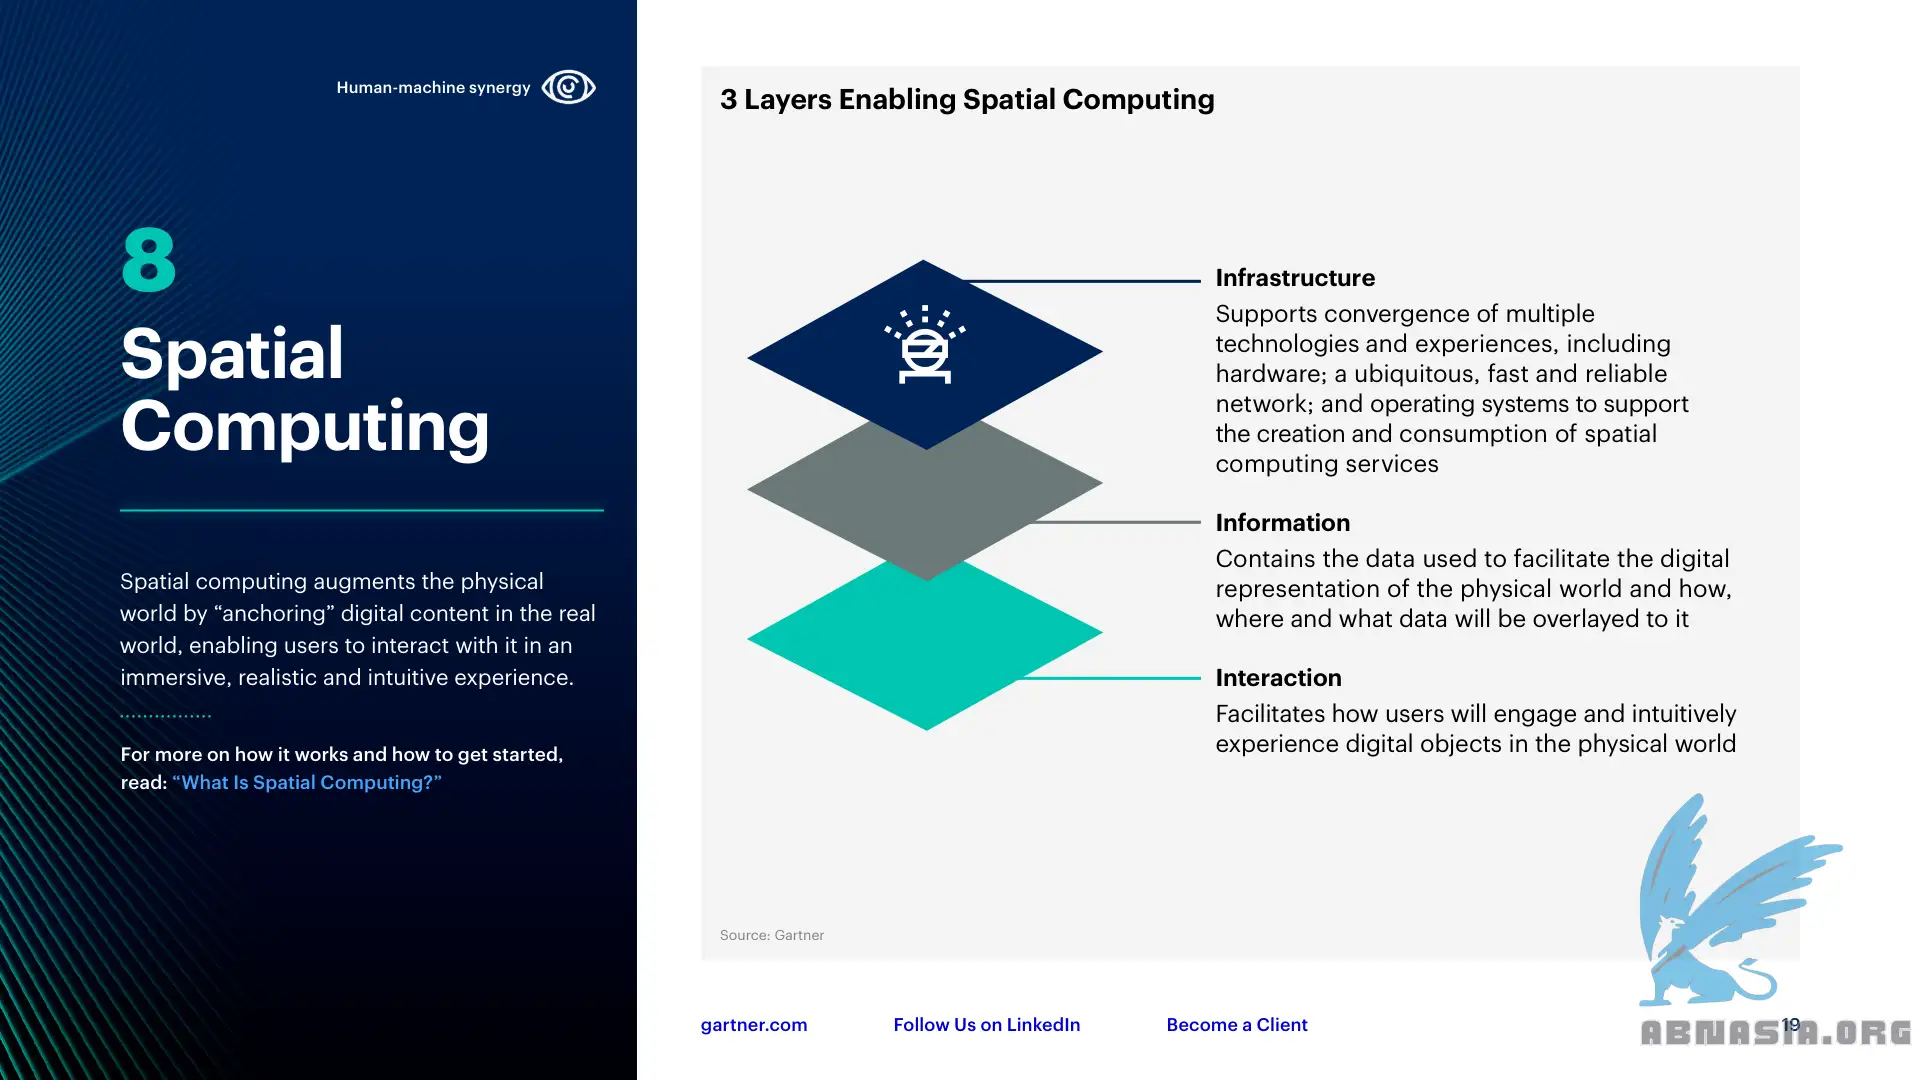 Human-machine synergy
8
Spatial
Computing
Spatial computing augments the physical
world by “anchoring” digital content in the real
world, enabling users to interact with it in an
immersive, realistic and intuitive experience.
For more on how it works and how to get started,
read: “What Is Spatial Computing?”
3 Layers Enabling Spatial Computing
Infrastructure
Supports convergence of multiple
technologies and experiences, including
hardware; a ubiquitous, fast and reliable
network; and operating systems to support
the creation and consumption of spatial
computing services
Information
Contains the data used to facilitate the digital
representation of the physical world and how,
where and what data will be overlayed to it
Interaction
Facilitates how users will engage and intuitively
experience digital objects in the physical world
Source: Gartner
gartner.com
Follow Us on LinkedIn
Become a Client
19
ABNASIA.ORG